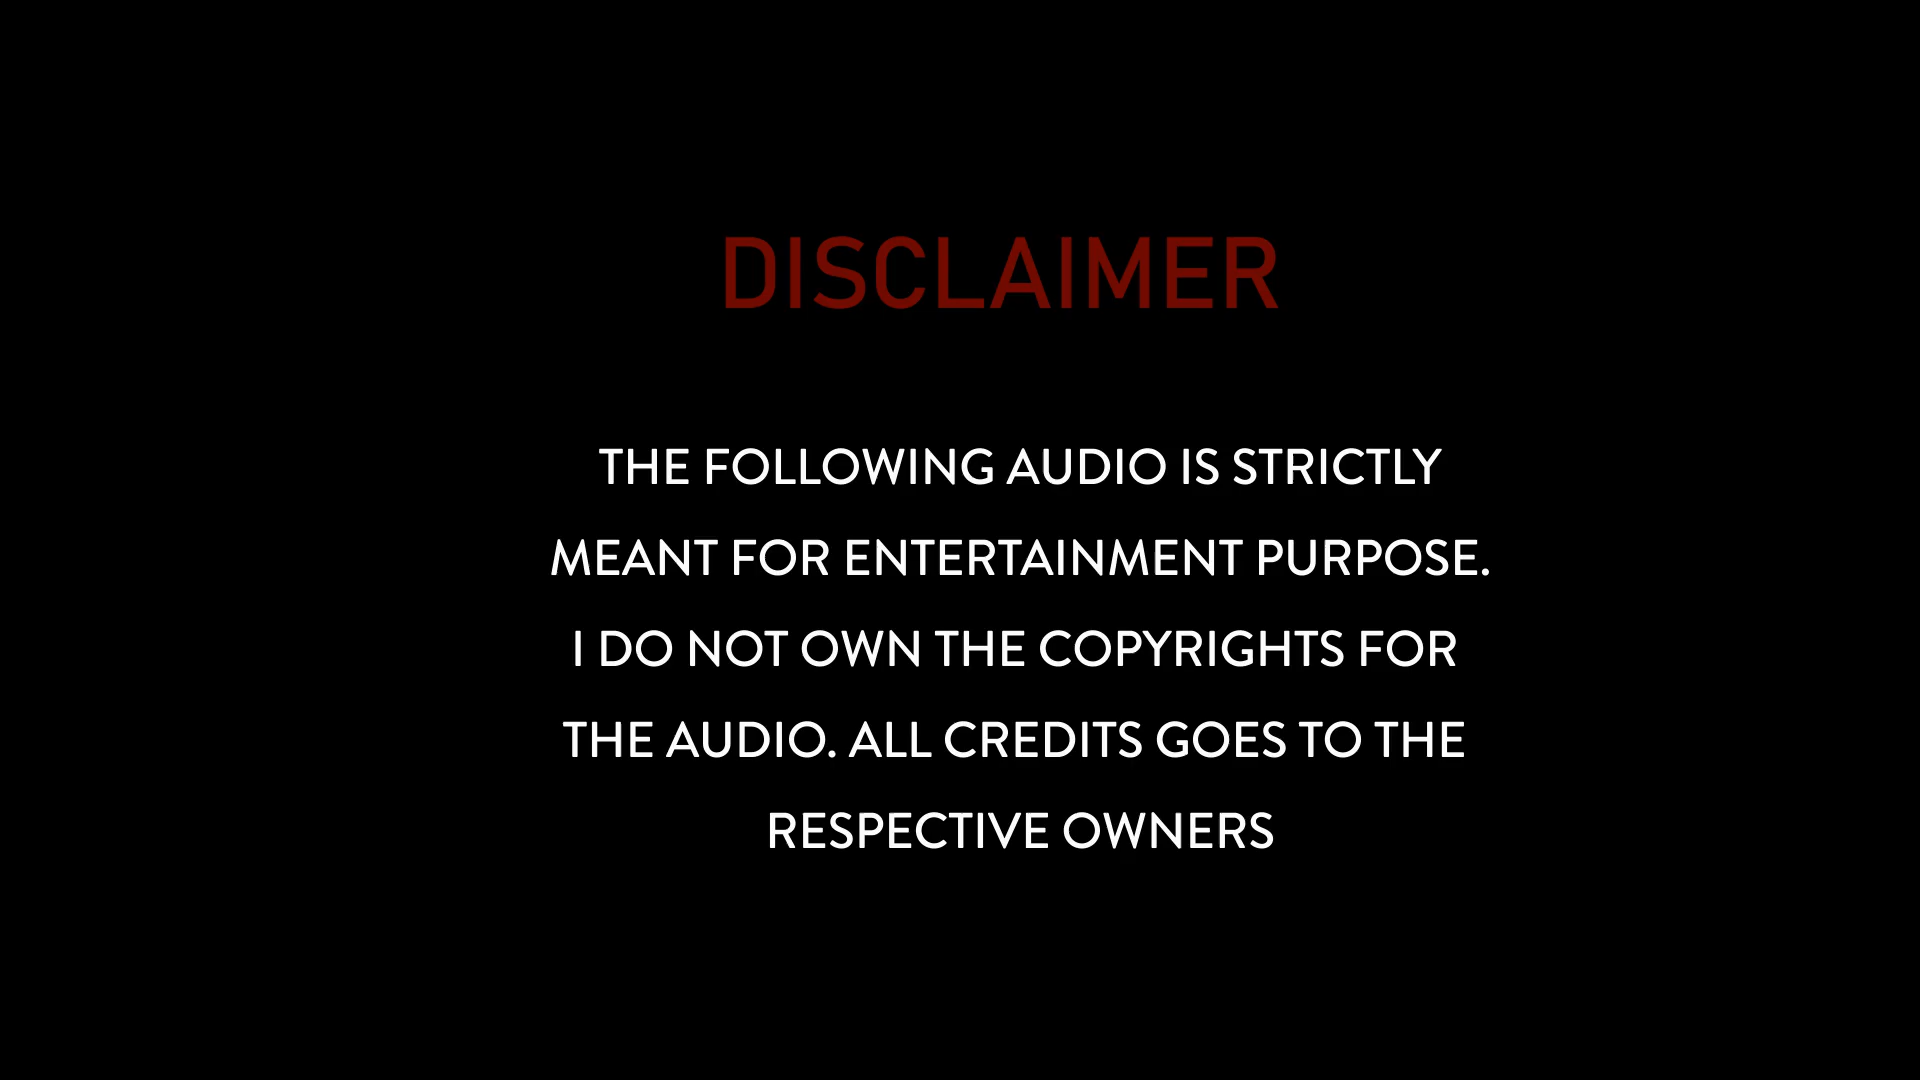 DISCLAIMER
THE FOLLOWING AUDIO IS STRICTLY
MEANT FOR ENTERTAINMENT PURPOSE.
I DO NOT OWN THE COPYRIGHTS FOR
THE AUDIO. ALL CREDITS GOES TO THE
RESPECTIVE OWNERS